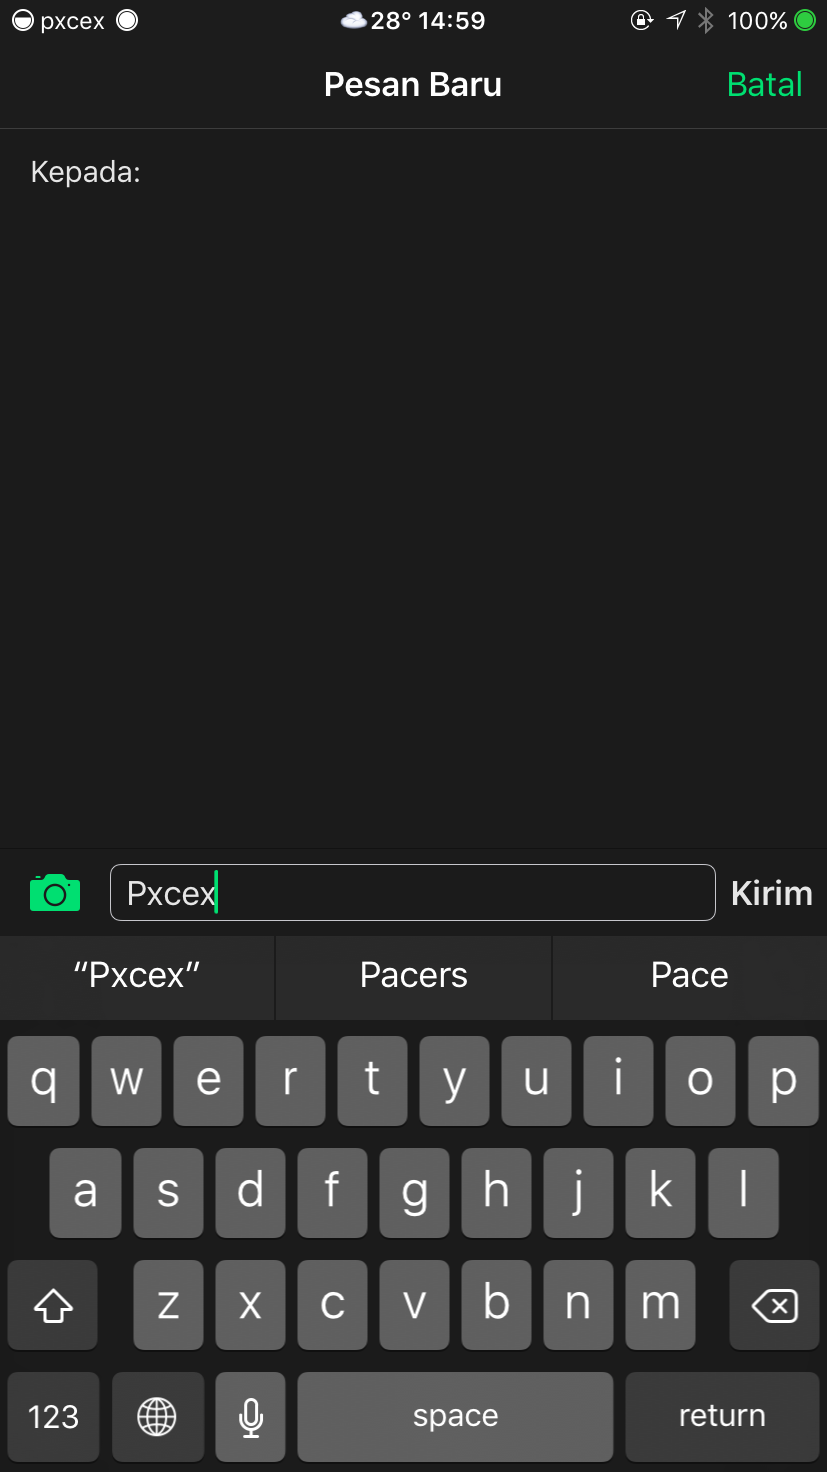 pxcex 28° 14:59 100%
Pesan Baru Batal
Kepada:
Pxcex Kirim
“Pxcex” Pacers Pace
q w e r t y u i o p
a s d f g h j k l
z x c v b n m
123 space return